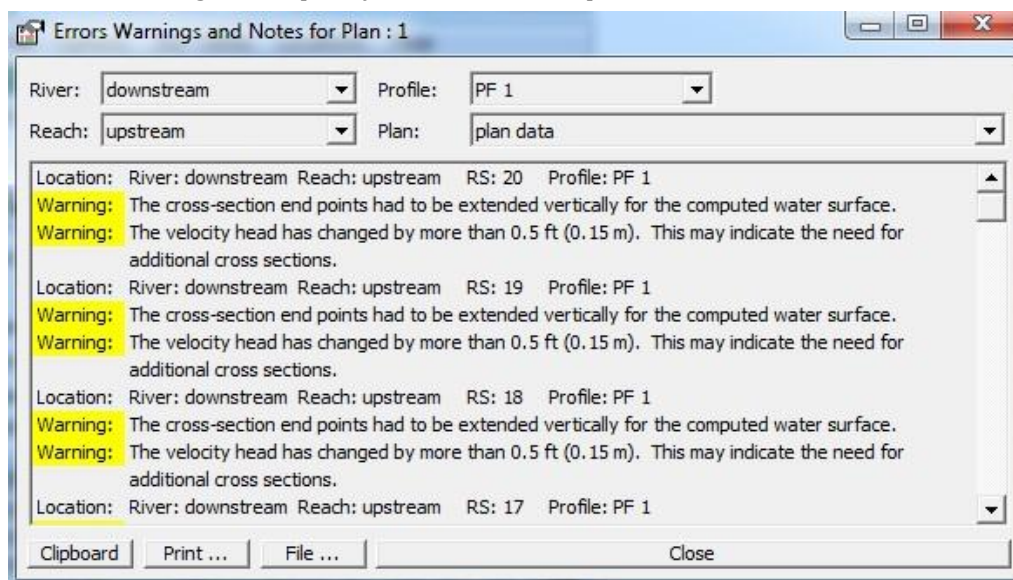 Errors Warnings and Notes for Plan : 1
River: downstream Profile: PF 1
Reach: upstream Plan: plan data
Location: River: downstream Reach: upstream RS: 20 Profile: PF 1
Warning: The cross-section end points had to be extended vertically for the computed water surface.
Warning: The velocity head has changed by more than 0.5 ft (0.15 m). This may indicate the need for
additional cross sections.
Location: River: downstream Reach: upstream RS: 19 Profile: PF 1
Warning: The cross-section end points had to be extended vertically for the computed water surface.
Warning: The velocity head has changed by more than 0.5 ft (0.15 m). This may indicate the need for
additional cross sections.
Location: River: downstream Reach: upstream RS: 18 Profile: PF 1
Warning: The cross-section end points had to be extended vertically for the computed water surface.
Warning: The velocity head has changed by more than 0.5 ft (0.15 m). This may indicate the need for
additional cross sections.
Location: River: downstream Reach: upstream RS: 17 Profile: PF 1
Clipboard Print ... File ... Close